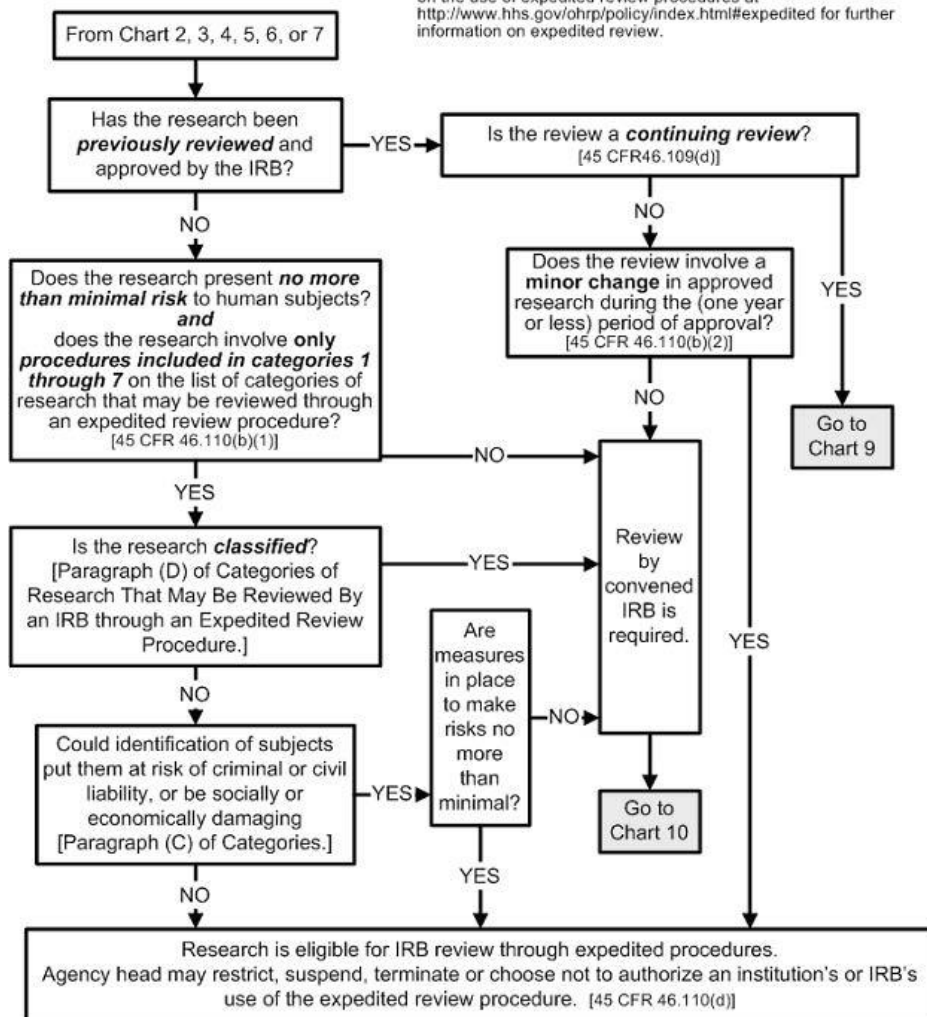 on the use of expedited review procedures at
http://www.hhs.gov/ohrp/policy/index.html#expedited for further
information on expedited review.
From Chart 2, 3, 4, 5, 6, or 7
Has the research been
previously reviewed and
approved by the IRB?
YES
Is the review a continuing review?
[45 CFR46.109(d)]
NO
NO
YES
Does the research present no more
than minimal risk to human subjects?
and
does the research involve only
procedures included in categories 1
through 7 on the list of categories of
research that may be reviewed through
an expedited review procedure?
[45 CFR 46.110(b)(1)]
Does the review involve a
minor change in approved
research during the (one year
or less) period of approval?
[45 CFR 46.110(b)(2)]
NO
Go to
Chart 9
NO
YES
Is the research classified?
[Paragraph (D) of Categories of
Research That May Be Reviewed By
an IRB through an Expedited Review
Procedure.]
YES
Review
by
convened
IRB is
required.
YES
NO
Are
measures
in place
to make
risks no
more
than
minimal?
NO
Could identification of subjects
put them at risk of criminal or civil
liability, or be socially or
economically damaging
[Paragraph (C) of Categories.]
YES
Go to
Chart 10
NO
YES
Research is eligible for IRB review through expedited procedures.
Agency head may restrict, suspend, terminate or choose not to authorize an institution's or IRB's
use of the expedited review procedure. [45 CFR 46.110(d)]